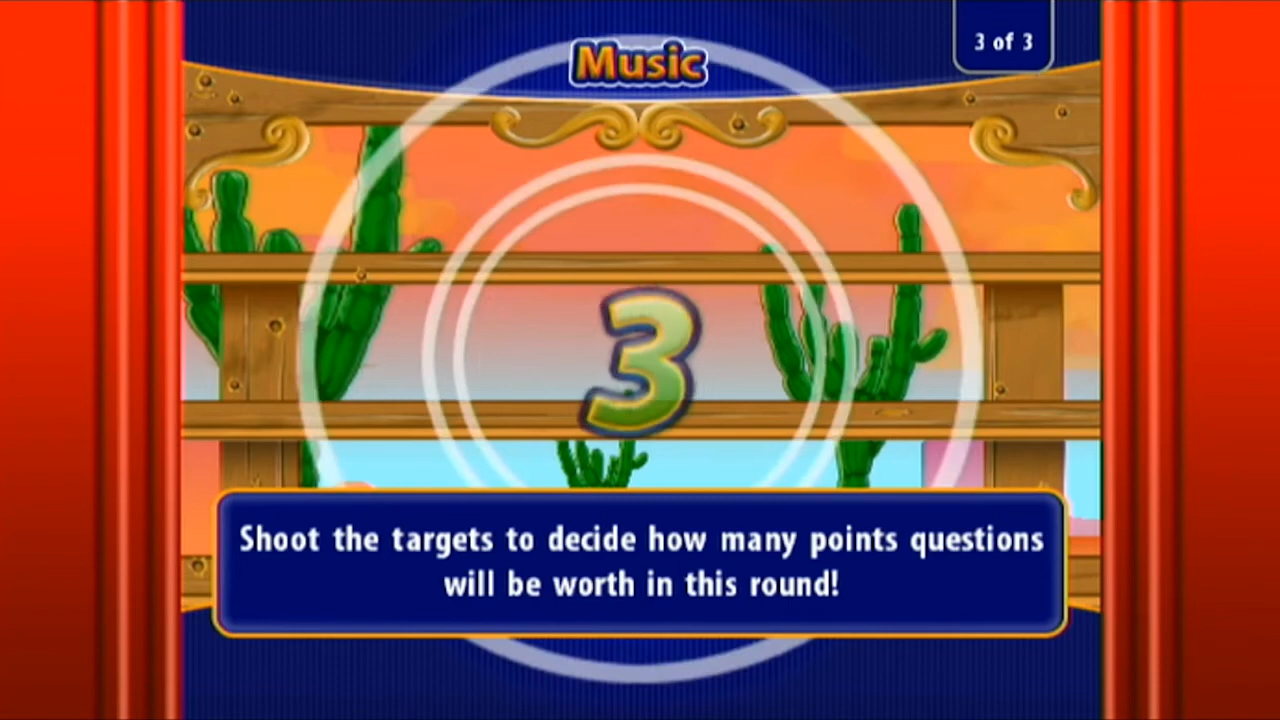 3 of 3
Music
3
Shoot the targets to decide how many points questions
will be worth in this round!